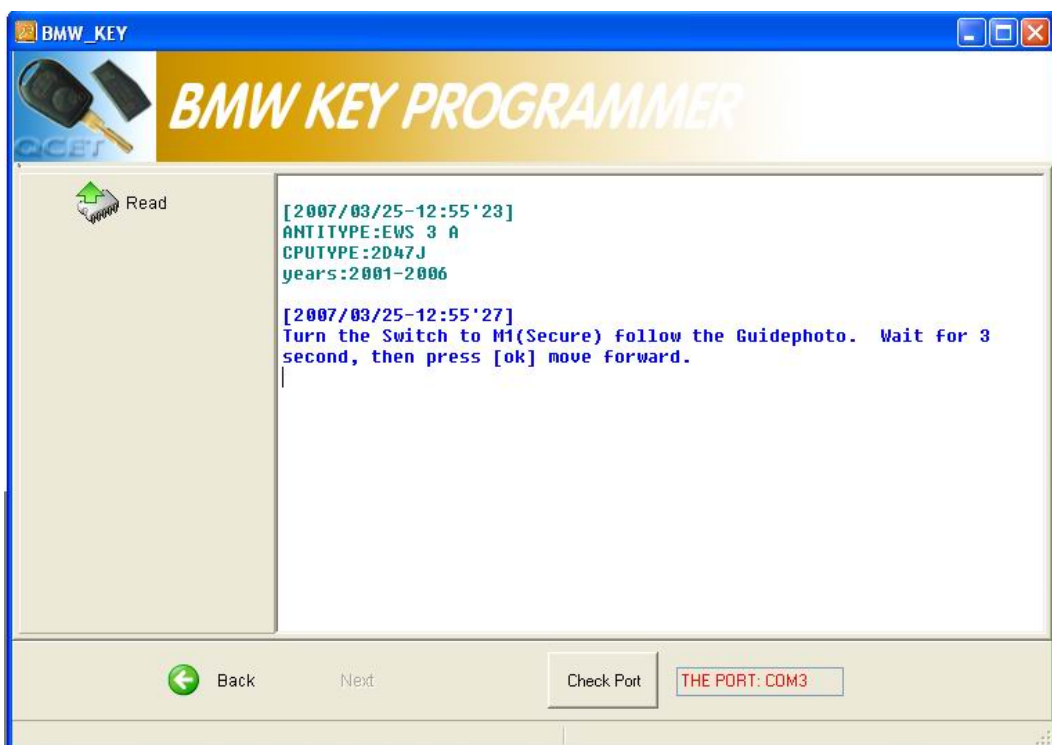 BMW_KEY
BMW KEY PROGRAMMER
QCET
Read
[2007/03/25-12:55'23]
ANTITYPE:EWS 3 A
CPUTYPE:2D47J
years:2001-2006
[2007/03/25-12:55'27]
Turn the Switch to M1(Secure) follow the Guidephoto. Wait for 3
second, then press [ok] move forward.
Back
Next
Check Port
THE PORT: COM3